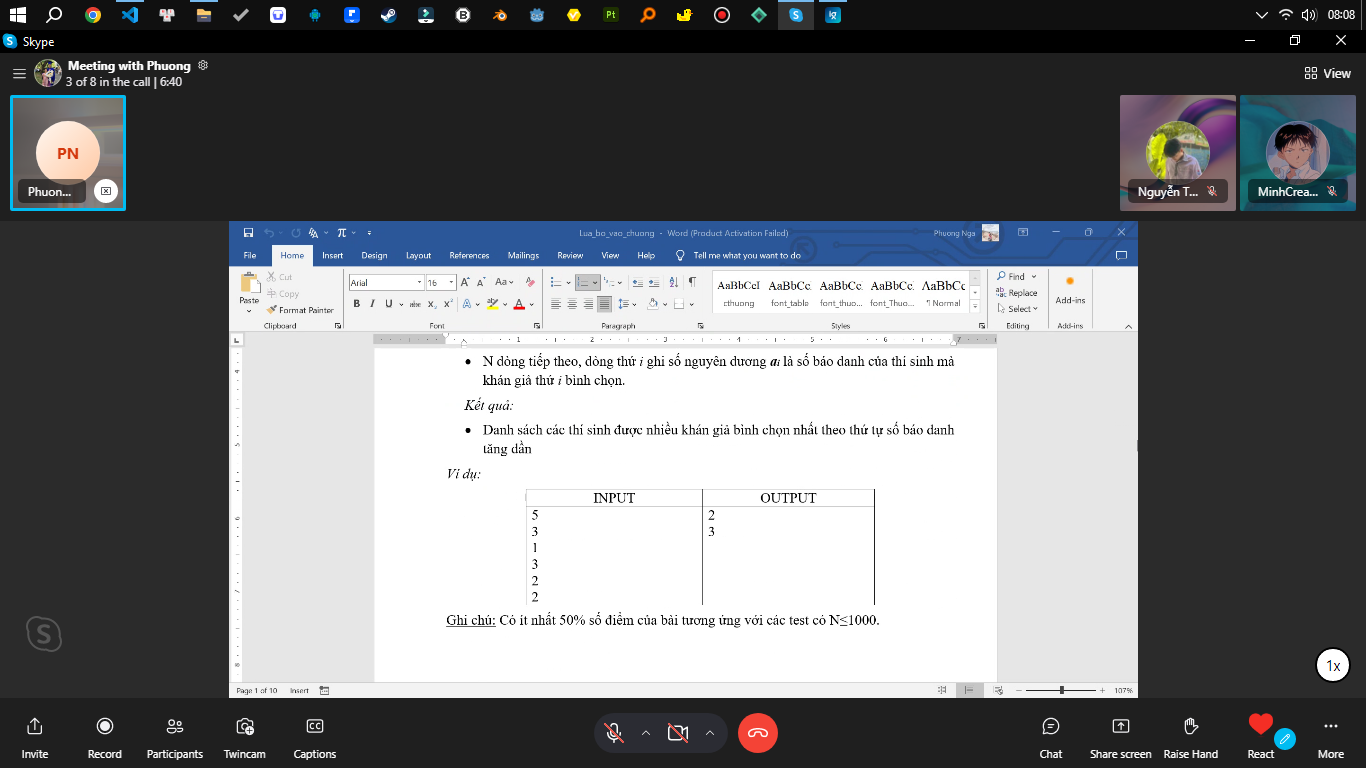 08:08
Skype
Meeting with Phuong
3 of 8 in the call | 6:40
View
PN
Phuon...
Nguyễn T...
MinhCrea...
Lua_bo_vao_chuong - Word (Product Activation Failed)
Phuong Nga
File Home Insert Design Layout References Mailings Review View Help Tell me what you want to do
Paste
Cut
Copy
Format Painter
Clipboard
Arial 16
Font
Paragraph
AaBbCcI AaBbCc. AaBbCc. AaBbCc. AaBbCc
cthuong font_table font_thuo... font_Thuo... ¶ Normal
Styles
Find
Replace
Select
Editing
Add-ins
Add-ins
N dòng tiếp theo, dòng thứ i ghi số nguyên dương ai là số báo danh của thí sinh mà
khán giả thứ i bình chọn.
Kết quả:
Danh sách các thí sinh được nhiều khán giả bình chọn nhất theo thứ tự số báo danh
tăng dần
Ví dụ:
INPUT OUTPUT
5 2
3 3
1
3
2
2
Ghi chú: Có ít nhất 50% số điểm của bài tương ứng với các test có N≤1000.
Page 1 of 10 Insert
107%
1x
Invite
Record
Participants
Twincam
Captions
Chat
Share screen
Raise Hand
React
More